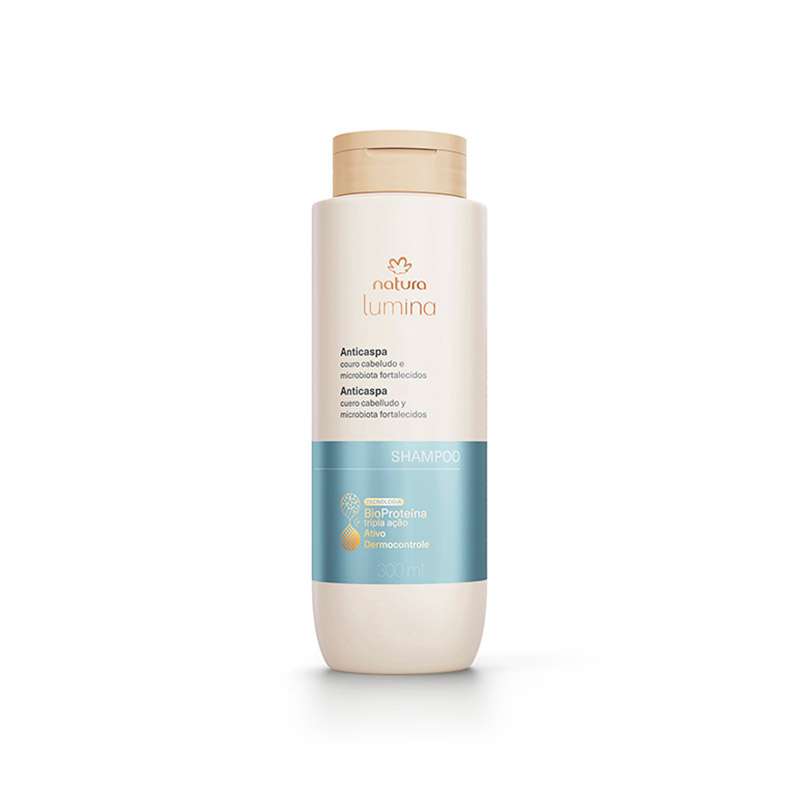 natura
lumina
Anticaspa
couro cabeludo e
microbiota fortalecidos
Anticaspa
cuero cabelludo y
microbiota fortalecidos
SHAMPOO
TECNOLOGIA
BioProteína
tripla ação
Ativo
Dermocontrole
300 ml